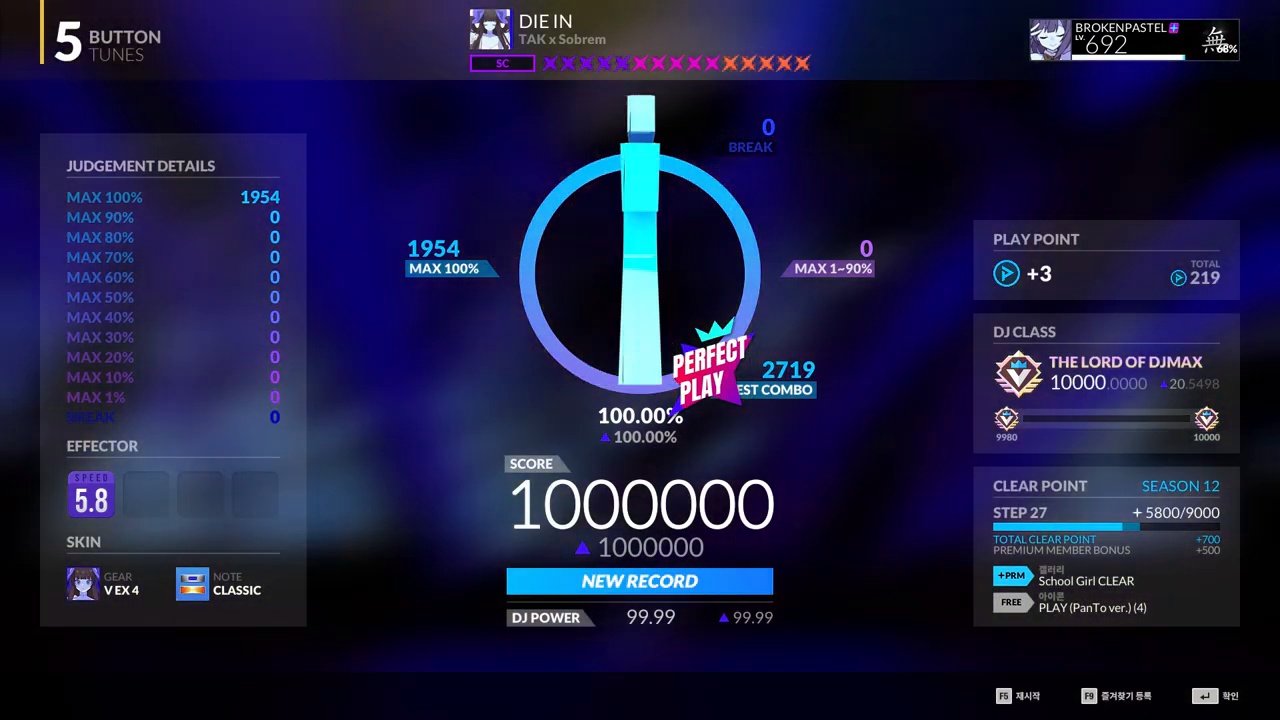 5 BUTTON
TUNES
DIE IN
TAK x Sobrem
SC
BROKENPASTEL
LV. 692
無
68%
JUDGEMENT DETAILS
MAX 100% 1954
MAX 90% 0
MAX 80% 0
MAX 70% 0
MAX 60% 0
MAX 50% 0
MAX 40% 0
MAX 30% 0
MAX 20% 0
MAX 10% 0
MAX 1% 0
BREAK 0
EFFECTOR
SPEED
5.8
SKIN
GEAR
V EX 4
NOTE
CLASSIC
0
BREAK
1954
MAX 100%
0
MAX 1~90%
PERFECT
PLAY
2719
EST COMBO
100.00%
▲ 100.00%
SCORE
1000000
▲ 1000000
NEW RECORD
DJ POWER 99.99 ▲ 99.99
PLAY POINT
+3
TOTAL
219
DJ CLASS
THE LORD OF DJMAX
10000.0000 ▲20.5498
9980 10000
CLEAR POINT SEASON 12
STEP 27 + 5800/9000
TOTAL CLEAR POINT +700
PREMIUM MEMBER BONUS +500
+PRM
갤러리
School Girl CLEAR
FREE
아이콘
PLAY (PanTo ver.) (4)
F5 재시작
F9 즐겨찾기 등록
확인